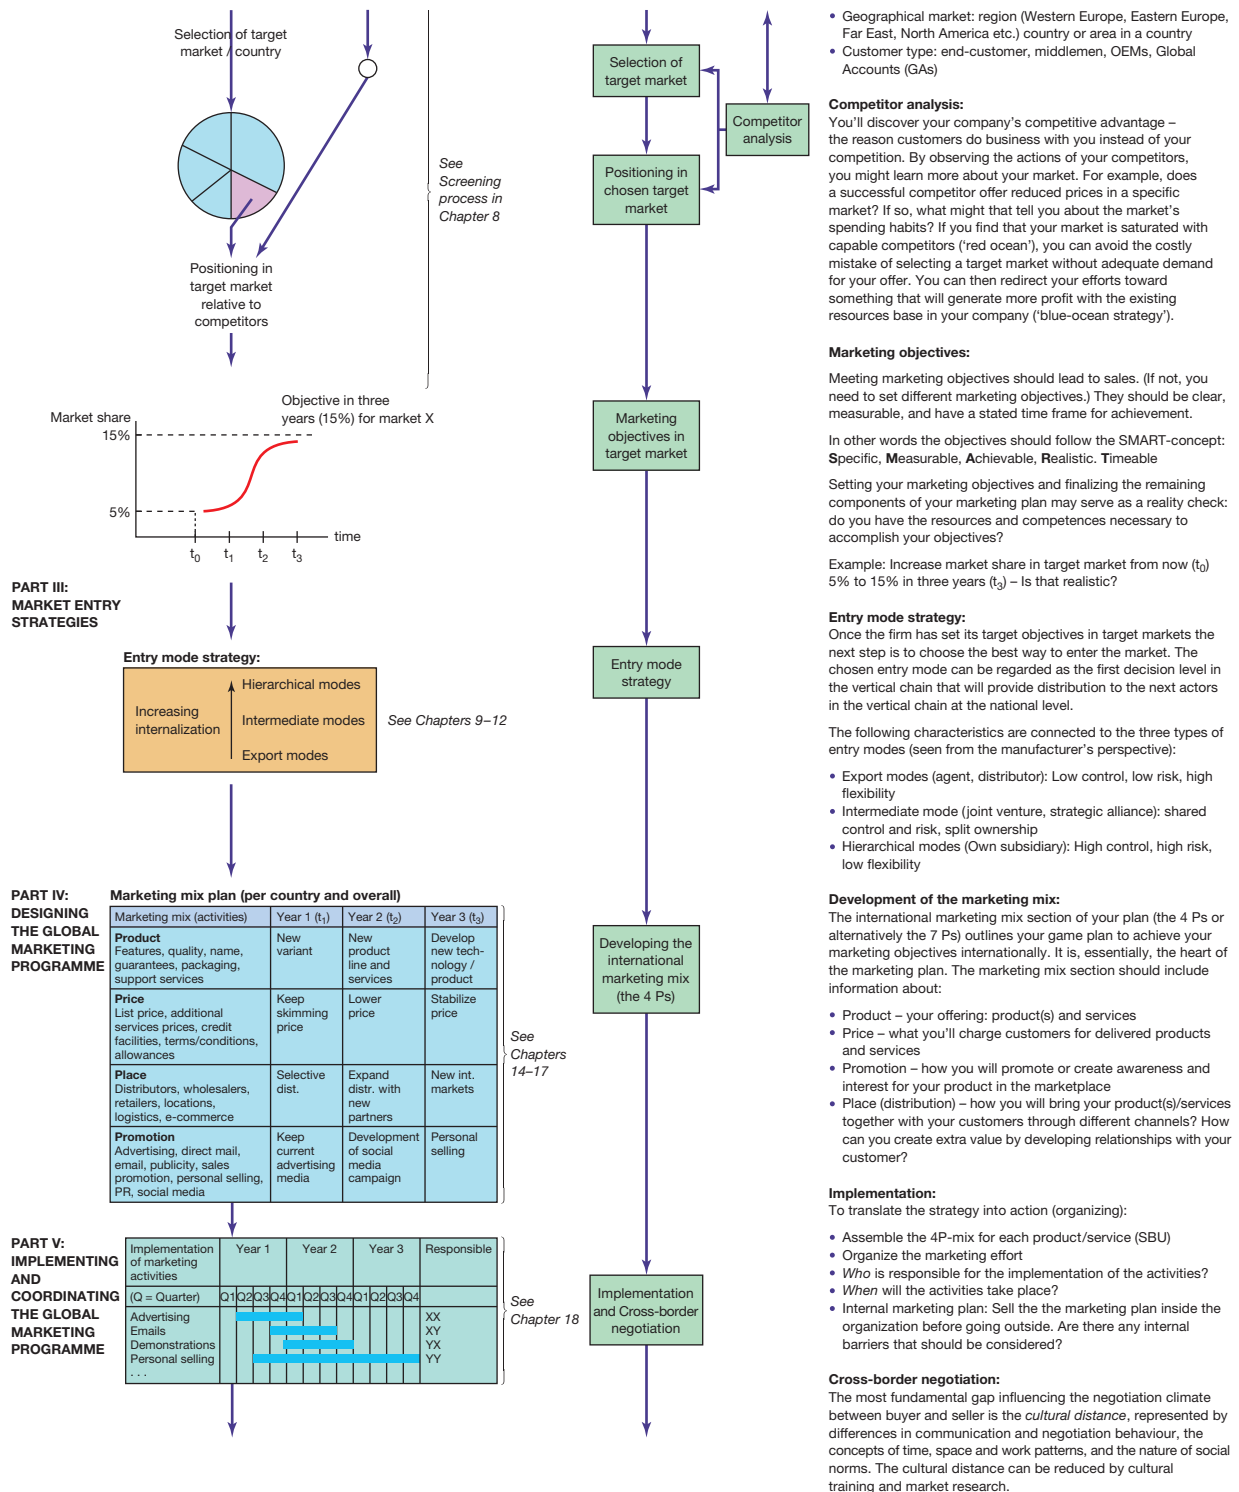 Selection of target
market / country
See
Screening
process in
Chapter 8
Positioning in
target market
relative to
competitors
Objective in three
years (15%) for market X
Market share
15%
5%
time
t0 t1 t2 t3
PART III:
MARKET ENTRY
STRATEGIES
Entry mode strategy:
Hierarchical modes
Increasing
internalization
Intermediate modes
Export modes
See Chapters 9–12
PART IV:
DESIGNING
THE GLOBAL
MARKETING
PROGRAMME
Marketing mix plan (per country and overall)
Marketing mix (activities) Year 1 (t1) Year 2 (t2) Year 3 (t3)
Product
Features, quality, name,
guarantees, packaging,
support services
New
variant
New
product
line and
services
Develop
new tech-
nology /
product
Price
List price, additional
services prices, credit
facilities, terms/conditions,
allowances
Keep
skimming
price
Lower
price
Stabilize
price
Place
Distributors, wholesalers,
retailers, locations,
logistics, e-commerce
Selective
dist.
Expand
distr. with
new
partners
New int.
markets
Promotion
Advertising, direct mail,
email, publicity, sales
promotion, personal selling,
PR, social media
Keep
current
advertising
media
Development
of social
media
campaign
Personal
selling
See
Chapters
14–17
PART V:
IMPLEMENTING
AND
COORDINATING
THE GLOBAL
MARKETING
PROGRAMME
Implementation
of marketing
activities
Year 1 Year 2 Year 3 Responsible
(Q = Quarter) Q1 Q2 Q3 Q4 Q1 Q2 Q3 Q4 Q1 Q2 Q3 Q4
Advertising XX
Emails XY
Demonstrations YX
Personal selling YY
. . .
See
Chapter 18
Selection of
target market
Competitor
analysis
Positioning in
chosen target
market
Marketing
objectives in
target market
Entry mode
strategy
Developing the
international
marketing mix
(the 4 Ps)
Implementation
and Cross-border
negotiation
• Geographical market: region (Western Europe, Eastern Europe,
Far East, North America etc.) country or area in a country
• Customer type: end-customer, middlemen, OEMs, Global
Accounts (GAs)
Competitor analysis:
You’ll discover your company’s competitive advantage –
the reason customers do business with you instead of your
competition. By observing the actions of your competitors,
you might learn more about your market. For example, does
a successful competitor offer reduced prices in a specific
market? If so, what might that tell you about the market’s
spending habits? If you find that your market is saturated with
capable competitors (‘red ocean’), you can avoid the costly
mistake of selecting a target market without adequate demand
for your offer. You can then redirect your efforts toward
something that will generate more profit with the existing
resources base in your company (‘blue-ocean strategy’).
Marketing objectives:
Meeting marketing objectives should lead to sales. (If not, you
need to set different marketing objectives.) They should be clear,
measurable, and have a stated time frame for achievement.
In other words the objectives should follow the SMART-concept:
Specific, Measurable, Achievable, Realistic. Timeable
Setting your marketing objectives and finalizing the remaining
components of your marketing plan may serve as a reality check:
do you have the resources and competences necessary to
accomplish your objectives?
Example: Increase market share in target market from now (t0)
5% to 15% in three years (t3) – Is that realistic?
Entry mode strategy:
Once the firm has set its target objectives in target markets the
next step is to choose the best way to enter the market. The
chosen entry mode can be regarded as the first decision level in
the vertical chain that will provide distribution to the next actors
in the vertical chain at the national level.
The following characteristics are connected to the three types of
entry modes (seen from the manufacturer’s perspective):
• Export modes (agent, distributor): Low control, low risk, high
flexibility
• Intermediate mode (joint venture, strategic alliance): shared
control and risk, split ownership
• Hierarchical modes (Own subsidiary): High control, high risk,
low flexibility
Development of the marketing mix:
The international marketing mix section of your plan (the 4 Ps or
alternatively the 7 Ps) outlines your game plan to achieve your
marketing objectives internationally. It is, essentially, the heart of
the marketing plan. The marketing mix section should include
information about:
• Product – your offering: product(s) and services
• Price – what you’ll charge customers for delivered products
and services
• Promotion – how you will promote or create awareness and
interest for your product in the marketplace
• Place (distribution) – how you will bring your product(s)/services
together with your customers through different channels? How
can you create extra value by developing relationships with your
customer?
Implementation:
To translate the strategy into action (organizing):
• Assemble the 4P-mix for each product/service (SBU)
• Organize the marketing effort
• Who is responsible for the implementation of the activities?
• When will the activities take place?
• Internal marketing plan: Sell the the marketing plan inside the
organization before going outside. Are there any internal
barriers that should be considered?
Cross-border negotiation:
The most fundamental gap influencing the negotiation climate
between buyer and seller is the cultural distance, represented by
differences in communication and negotiation behaviour, the
concepts of time, space and work patterns, and the nature of social
norms. The cultural distance can be reduced by cultural
training and market research.